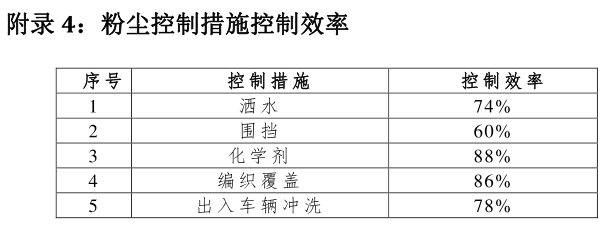 附录 4：粉尘控制措施控制效率
序号 控制措施 控制效率
1 洒水 74%
2 围挡 60%
3 化学剂 88%
4 编织覆盖 86%
5 出入车辆冲洗 78%